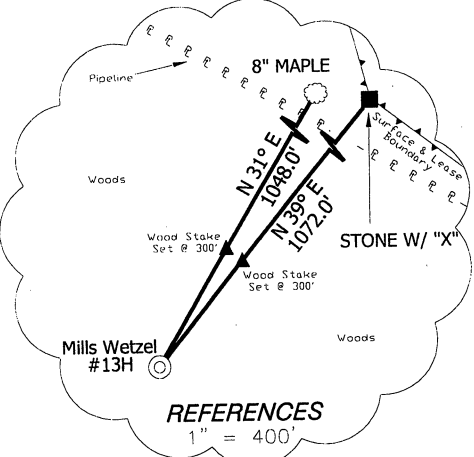 8" MAPLE
Pipeline
Surface & Lease
Boundary
Woods
N 31° E
1048.0'
N 39° E
1072.0'
Wood Stake
Set @ 300'
STONE W/ "X"
Wood Stake
Set @ 300'
Mills Wetzel
#13H
Woods
REFERENCES
1" = 400'